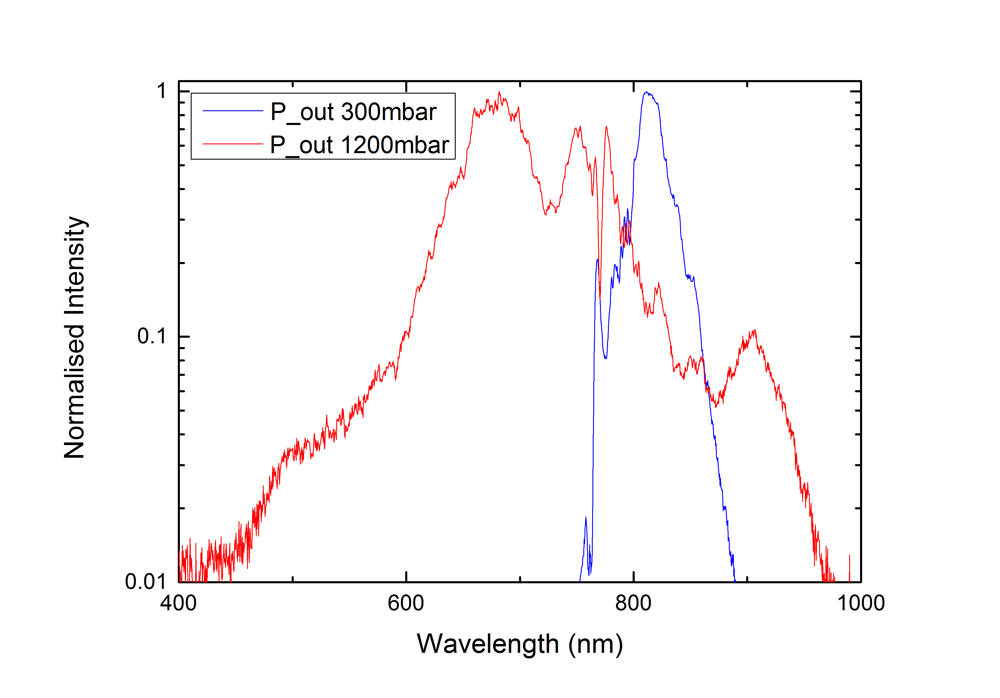 1
P_out 300mbar
P_out 1200mbar
0.1
0.01
400
600
800
1000
Normalised Intensity
Wavelength (nm)